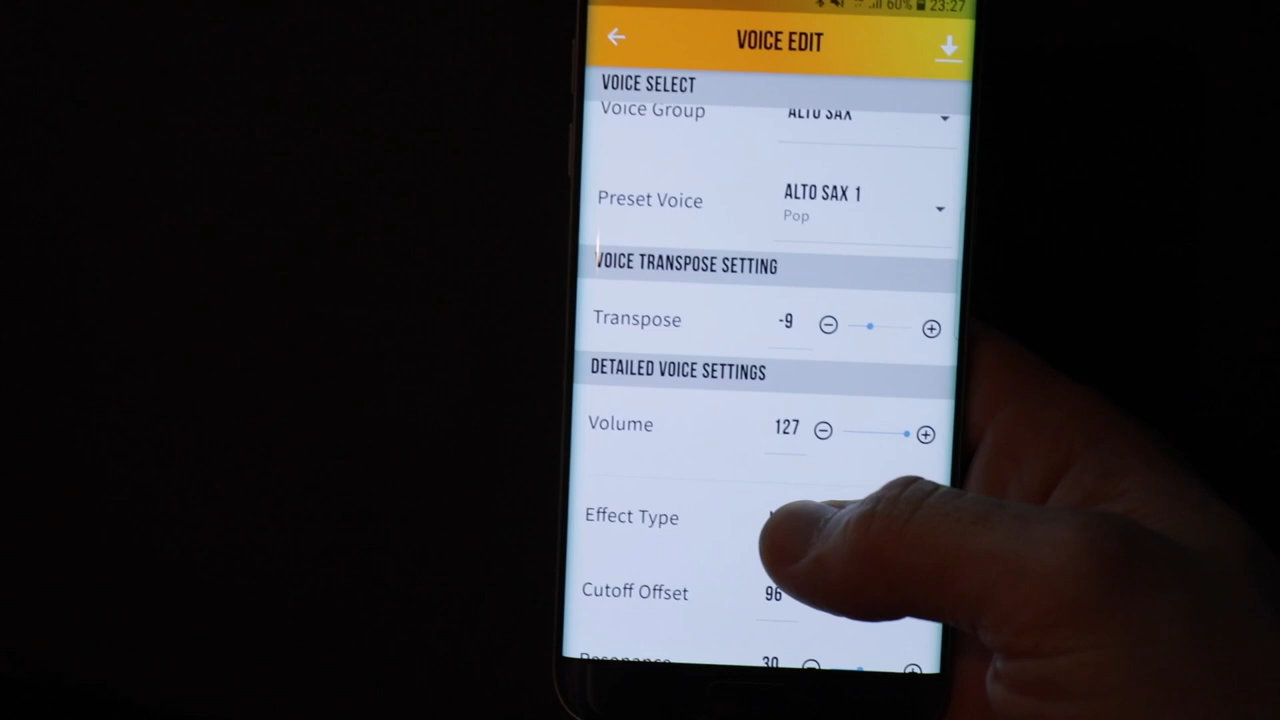 60% 23:27
VOICE EDIT
VOICE SELECT
Voice Group ALTO SAX
Preset Voice ALTO SAX 1
Pop
VOICE TRANSPOSE SETTING
Transpose -9
DETAILED VOICE SETTINGS
Volume 127
Effect Type
Cutoff Offset 96
Resonance 30